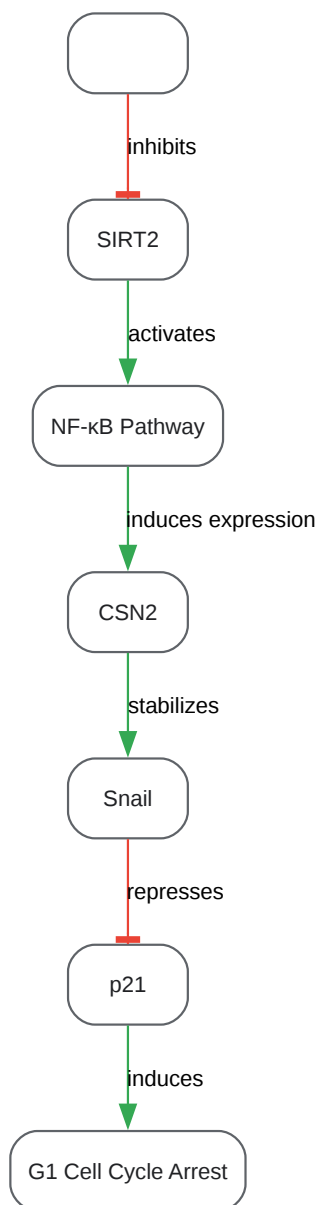 inhibits
SIRT2
activates
NF-κB Pathway
induces expression
CSN2
stabilizes
Snail
represses
p21
induces
G1 Cell Cycle Arrest